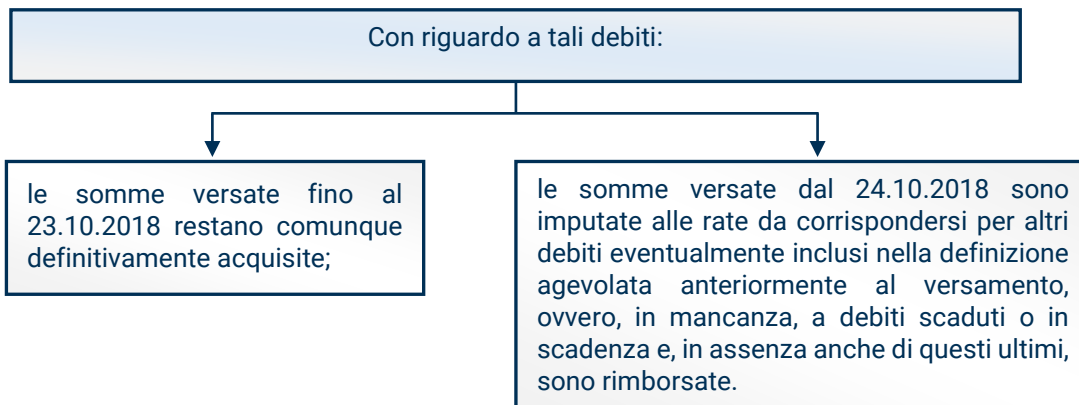 Con riguardo a tali debiti:
le somme versate fino al
23.10.2018 restano comunque
definitivamente acquisite;
le somme versate dal 24.10.2018 sono
imputate alle rate da corrispondersi per altri
debiti eventualmente inclusi nella definizione
agevolata anteriormente al versamento,
ovvero, in mancanza, a debiti scaduti o in
scadenza e, in assenza anche di questi ultimi,
sono rimborsate.